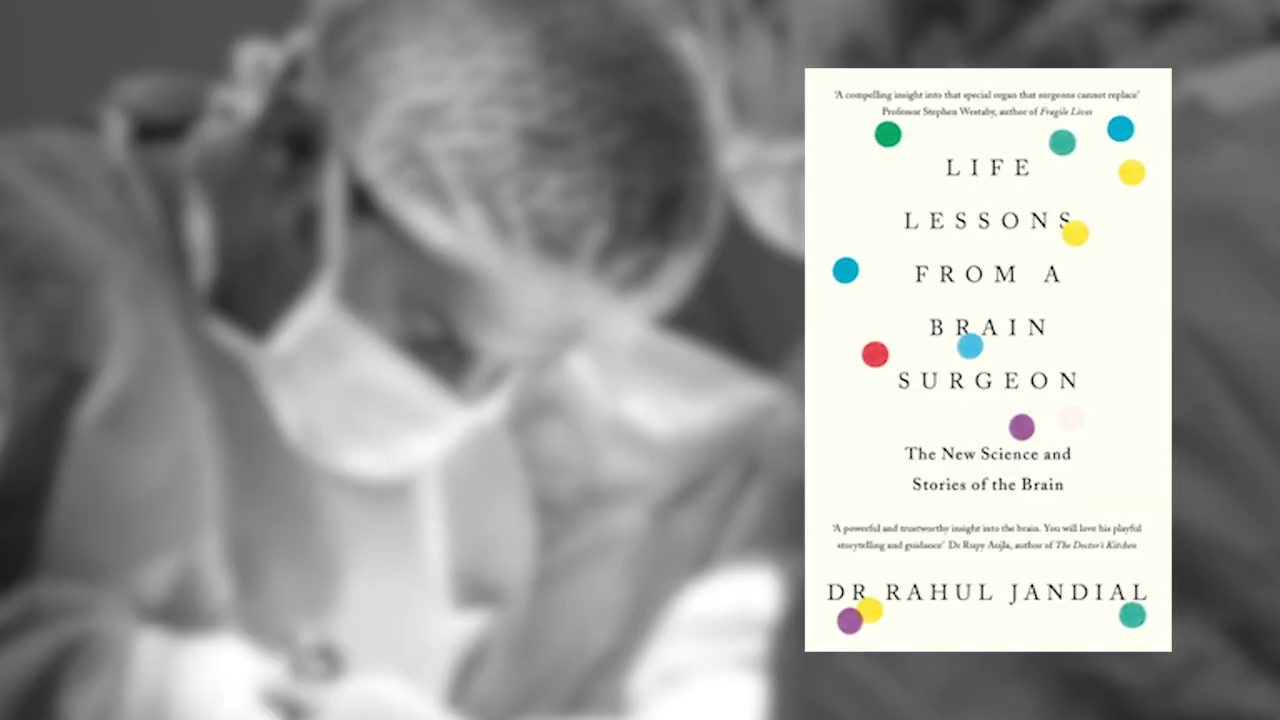 'A compelling insight into that special organ that surgeons cannot replace'
Professor Stephen Westaby, author of Fragile Lives
LIFE
LESSONS
FROM A
BRAIN
SURGEON
The New Science and
Stories of the Brain
'A powerful and trustworthy insight into the brain. You will love his playful
storytelling and guidance' Dr Rupy Aujla, author of The Doctor's Kitchen
DR RAHUL JANDIAL